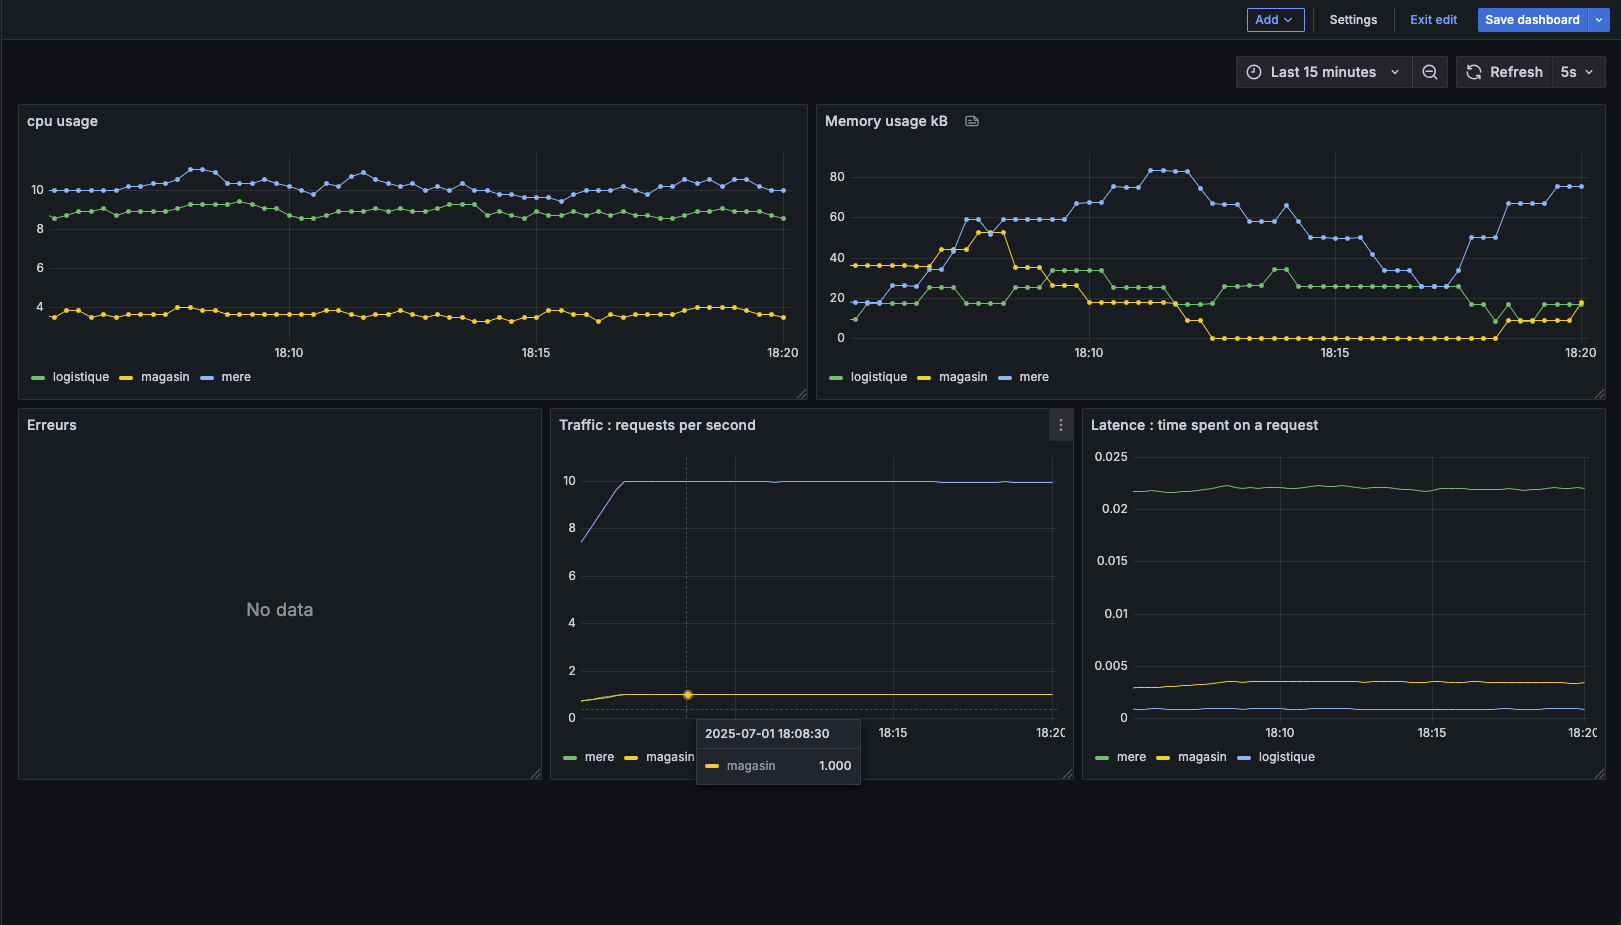 Add
Settings
Exit edit
Save dashboard
Last 15 minutes
Refresh
5s
cpu usage
10
8
6
4
18:10
18:15
18:20
logistique
magasin
mere
Memory usage kB
80
60
40
20
0
18:10
18:15
18:20
logistique
magasin
mere
Erreurs
No data
Traffic : requests per second
10
8
6
4
2
0
18:15
18:20
mere
magasin
2025-07-01 18:08:30
magasin 1.000
Latence : time spent on a request
0.025
0.02
0.015
0.01
0.005
0
18:10
18:15
18:20
mere
magasin
logistique